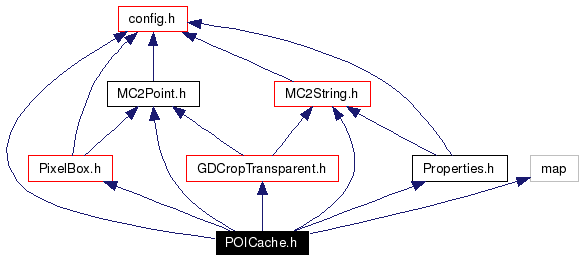 config.h
MC2Point.h
MC2String.h
PixelBox.h
GDCropTransparent.h
Properties.h
map
POICache.h